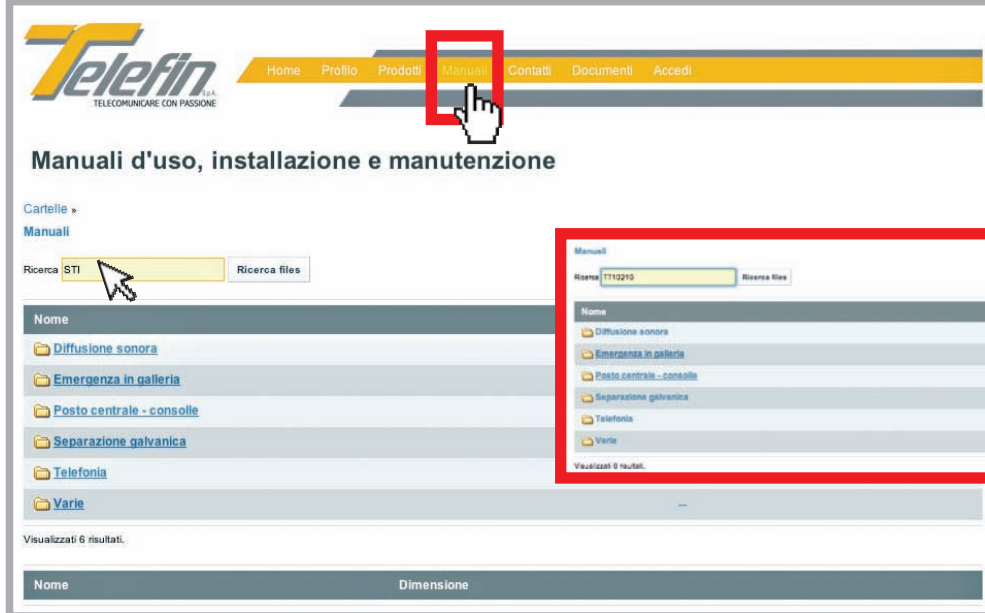 Telefin S.p.A.
TELECOMUNICARE CON PASSIONE
Home Profilo Prodotti Manuali Contatti Documenti Accedi
Manuali d'uso, installazione e manutenzione
Cartelle »
Manuali
Ricerca STI Ricerca files
Nome
Diffusione sonora
Emergenza in galleria
Posto centrale - consolle
Separazione galvanica
Telefonia
Varie
--
Visualizzati 6 risultati.
Nome Dimensione
Manuali
Ricerca TT10210 Ricerca files
Nome
Diffusione sonora
Emergenza in galleria
Posto centrale - consolle
Separazione galvanica
Telefonia
Varie
Visualizzati 6 risultati.